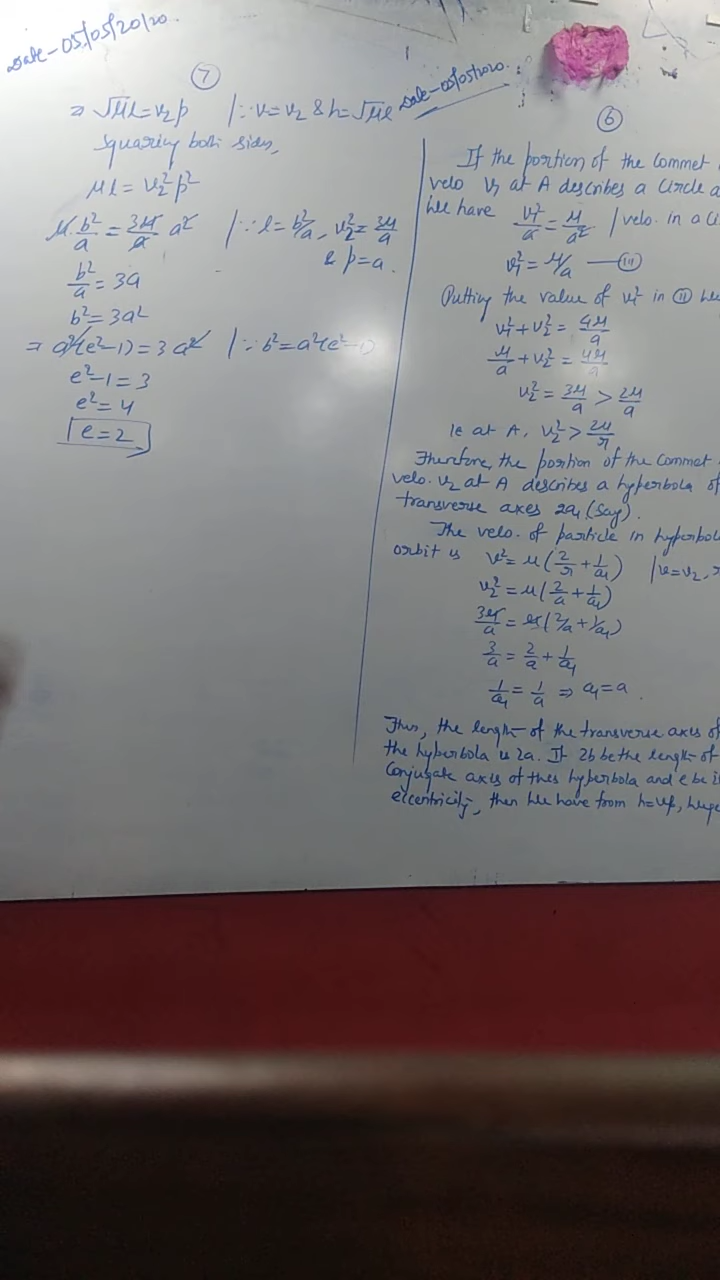 Date-05/05/2020.
⑦
⇒ √μl = v₂p | ∵ v = v₂ & h = √μl
Squaring both sides,
μl = v₂²p²
μ.b²/a = 3μ/a a² | ∵ l = b²/a, v₂² = 3μ/a
& p = a.
b²/a = 3a
b² = 3a²
⇒ a²(e²-1) = 3a² | ∵ b² = a²(e²-1)
e²-1 = 3
e² = 4
e = 2
Date-05/05/2020.
⑥
If the portion of the Commet
velo v₁ at A describes a Circle a
We have v₁²/a = μ/a² | velo. in a Ci
v₁² = μ/a — (III)
Putting the value of v₁² in (II) we
v₁² + v₂² = 4μ/a
μ/a + v₂² = 4μ/a
v₂² = 3μ/a > 2μ/a
ie at A, v₂² > 2μ/r
Therefore, the portion of the Commet
velo. v₂ at A describes a hyperbola of
transverse axes 2a₁ (say).
The velo. of particle in hyperbol
orbit is v² = μ(2/r + 1/a₁) | v = v₂, r
v₂² = μ(2/a + 1/a₁)
3μ/a = μ(2/a + 1/a₁)
3/a = 2/a + 1/a₁
1/a₁ = 1/a ⇒ a₁ = a.
Thus, the length of the transverse axis of
the hyperbola is 2a. If 2b be the length of
Conjugate axis of thes hyperbola and e be i
eccentricity, then We have from h = vp, we